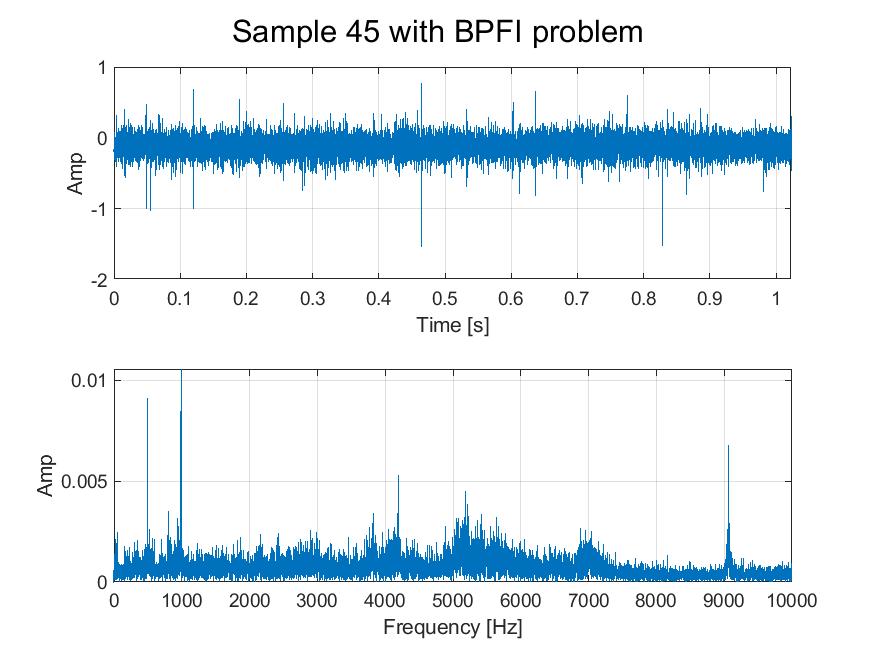 Sample 45 with BPFI problem
1
0
-1
-2
Amp
0 0.1 0.2 0.3 0.4 0.5 0.6 0.7 0.8 0.9 1
Time [s]
0.01
0.005
0
Amp
0 1000 2000 3000 4000 5000 6000 7000 8000 9000 10000
Frequency [Hz]